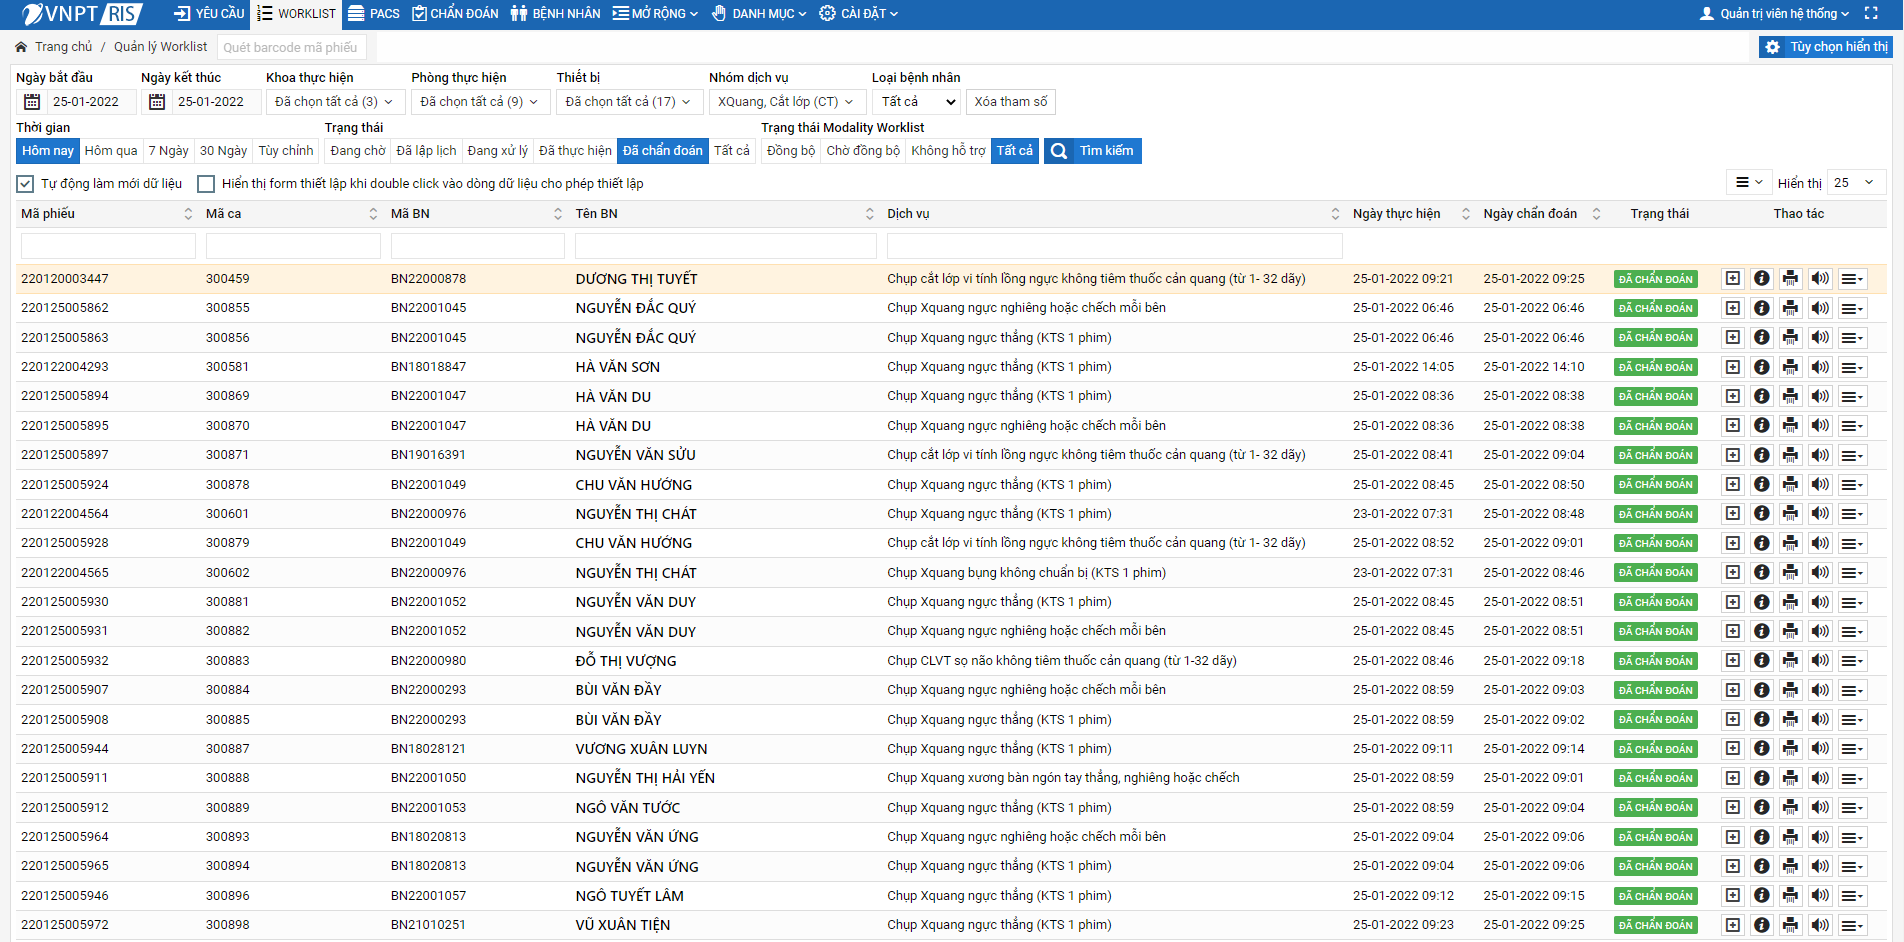 VNPT RIS YÊU CẦU WORKLIST PACS CHẨN ĐOÁN BỆNH NHÂN MỞ RỘNG DANH MỤC CÀI ĐẶT Quản trị viên hệ thống
Trang chủ / Quản lý Worklist Quét barcode mã phiếu Tùy chọn hiển thị
Ngày bắt đầu Ngày kết thúc Khoa thực hiện Phòng thực hiện Thiết bị Nhóm dịch vụ Loại bệnh nhân
25-01-2022 25-01-2022 Đã chọn tất cả (3) Đã chọn tất cả (9) Đã chọn tất cả (17) XQuang, Cắt lớp (CT) Tất cả Xóa tham số
Thời gian Trạng thái Trạng thái Modality Worklist
Hôm nay Hôm qua 7 Ngày 30 Ngày Tùy chỉnh Đang chờ Đã lập lịch Đang xử lý Đã thực hiện Đã chẩn đoán Tất cả Đồng bộ Chờ đồng bộ Không hỗ trợ Tất cả Tìm kiếm
Tự động làm mới dữ liệu Hiển thị form thiết lập khi double click vào dòng dữ liệu cho phép thiết lập Hiển thị 25
Mã phiếu Mã ca Mã BN Tên BN Dịch vụ Ngày thực hiện Ngày chẩn đoán Trạng thái Thao tác
220120003447 300459 BN22000878 DƯƠNG THỊ TUYẾT Chụp cắt lớp vi tính lồng ngực không tiêm thuốc cản quang (từ 1- 32 dãy) 25-01-2022 09:21 25-01-2022 09:25 ĐÃ CHẨN ĐOÁN
220125005862 300855 BN22001045 NGUYỄN ĐẮC QUÝ Chụp Xquang ngực nghiêng hoặc chếch mỗi bên 25-01-2022 06:46 25-01-2022 06:46 ĐÃ CHẨN ĐOÁN
220125005863 300856 BN22001045 NGUYỄN ĐẮC QUÝ Chụp Xquang ngực thẳng (KTS 1 phim) 25-01-2022 06:46 25-01-2022 06:46 ĐÃ CHẨN ĐOÁN
220122004293 300581 BN18018847 HÀ VĂN SƠN Chụp Xquang ngực thẳng (KTS 1 phim) 25-01-2022 14:05 25-01-2022 14:10 ĐÃ CHẨN ĐOÁN
220125005894 300869 BN22001047 HÀ VĂN DU Chụp Xquang ngực thẳng (KTS 1 phim) 25-01-2022 08:36 25-01-2022 08:38 ĐÃ CHẨN ĐOÁN
220125005895 300870 BN22001047 HÀ VĂN DU Chụp Xquang ngực nghiêng hoặc chếch mỗi bên 25-01-2022 08:36 25-01-2022 08:38 ĐÃ CHẨN ĐOÁN
220125005897 300871 BN19016391 NGUYỄN VĂN SỬU Chụp cắt lớp vi tính lồng ngực không tiêm thuốc cản quang (từ 1- 32 dãy) 25-01-2022 08:41 25-01-2022 09:04 ĐÃ CHẨN ĐOÁN
220125005924 300878 BN22001049 CHU VĂN HƯỚNG Chụp Xquang ngực thẳng (KTS 1 phim) 25-01-2022 08:45 25-01-2022 08:50 ĐÃ CHẨN ĐOÁN
220122004564 300601 BN22000976 NGUYỄN THỊ CHÁT Chụp Xquang ngực thẳng (KTS 1 phim) 23-01-2022 07:31 25-01-2022 08:48 ĐÃ CHẨN ĐOÁN
220125005928 300879 BN22001049 CHU VĂN HƯỚNG Chụp cắt lớp vi tính lồng ngực không tiêm thuốc cản quang (từ 1- 32 dãy) 25-01-2022 08:52 25-01-2022 09:01 ĐÃ CHẨN ĐOÁN
220122004565 300602 BN22000976 NGUYỄN THỊ CHÁT Chụp Xquang bụng không chuẩn bị (KTS 1 phim) 23-01-2022 07:31 25-01-2022 08:46 ĐÃ CHẨN ĐOÁN
220125005930 300881 BN22001052 NGUYỄN VĂN DUY Chụp Xquang ngực thẳng (KTS 1 phim) 25-01-2022 08:45 25-01-2022 08:51 ĐÃ CHẨN ĐOÁN
220125005931 300882 BN22001052 NGUYỄN VĂN DUY Chụp Xquang ngực nghiêng hoặc chếch mỗi bên 25-01-2022 08:45 25-01-2022 08:51 ĐÃ CHẨN ĐOÁN
220125005932 300883 BN22000980 ĐỖ THỊ VƯỢNG Chụp CLVT sọ não không tiêm thuốc cản quang (từ 1-32 dãy) 25-01-2022 08:46 25-01-2022 09:18 ĐÃ CHẨN ĐOÁN
220125005907 300884 BN22000293 BÙI VĂN ĐẦY Chụp Xquang ngực nghiêng hoặc chếch mỗi bên 25-01-2022 08:59 25-01-2022 09:03 ĐÃ CHẨN ĐOÁN
220125005908 300885 BN22000293 BÙI VĂN ĐẦY Chụp Xquang ngực thẳng (KTS 1 phim) 25-01-2022 08:59 25-01-2022 09:02 ĐÃ CHẨN ĐOÁN
220125005944 300887 BN18028121 VƯƠNG XUÂN LUYN Chụp Xquang ngực thẳng (KTS 1 phim) 25-01-2022 09:11 25-01-2022 09:14 ĐÃ CHẨN ĐOÁN
220125005911 300888 BN22001050 NGUYỄN THỊ HẢI YẾN Chụp Xquang xương bàn ngón tay thẳng, nghiêng hoặc chếch 25-01-2022 08:59 25-01-2022 09:01 ĐÃ CHẨN ĐOÁN
220125005912 300889 BN22001053 NGÔ VĂN TƯỚC Chụp Xquang ngực thẳng (KTS 1 phim) 25-01-2022 08:59 25-01-2022 09:04 ĐÃ CHẨN ĐOÁN
220125005964 300893 BN18020813 NGUYỄN VĂN ỨNG Chụp Xquang ngực nghiêng hoặc chếch mỗi bên 25-01-2022 09:04 25-01-2022 09:06 ĐÃ CHẨN ĐOÁN
220125005965 300894 BN18020813 NGUYỄN VĂN ỨNG Chụp Xquang ngực thẳng (KTS 1 phim) 25-01-2022 09:04 25-01-2022 09:06 ĐÃ CHẨN ĐOÁN
220125005946 300896 BN22001057 NGÔ TUYẾT LÂM Chụp Xquang ngực thẳng (KTS 1 phim) 25-01-2022 09:12 25-01-2022 09:15 ĐÃ CHẨN ĐOÁN
220125005972 300898 BN21010251 VŨ XUÂN TIỆN Chụp Xquang ngực thẳng (KTS 1 phim) 25-01-2022 09:23 25-01-2022 09:25 ĐÃ CHẨN ĐOÁN